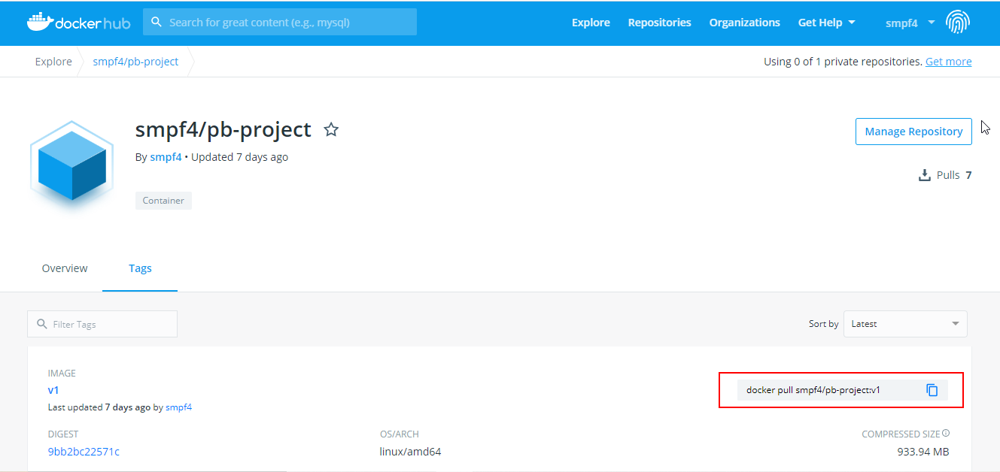 docker hub Search for great content (e.g., mysql) Explore Repositories Organizations Get Help smpf4
Explore smpf4/pb-project Using 0 of 1 private repositories. Get more
smpf4/pb-project Manage Repository
By smpf4 • Updated 7 days ago
Pulls 7
Container
Overview Tags
Filter Tags Sort by Latest
IMAGE
v1 docker pull smpf4/pb-project:v1
Last updated 7 days ago by smpf4
DIGEST OS/ARCH COMPRESSED SIZE
9bb2bc22571c linux/amd64 933.94 MB